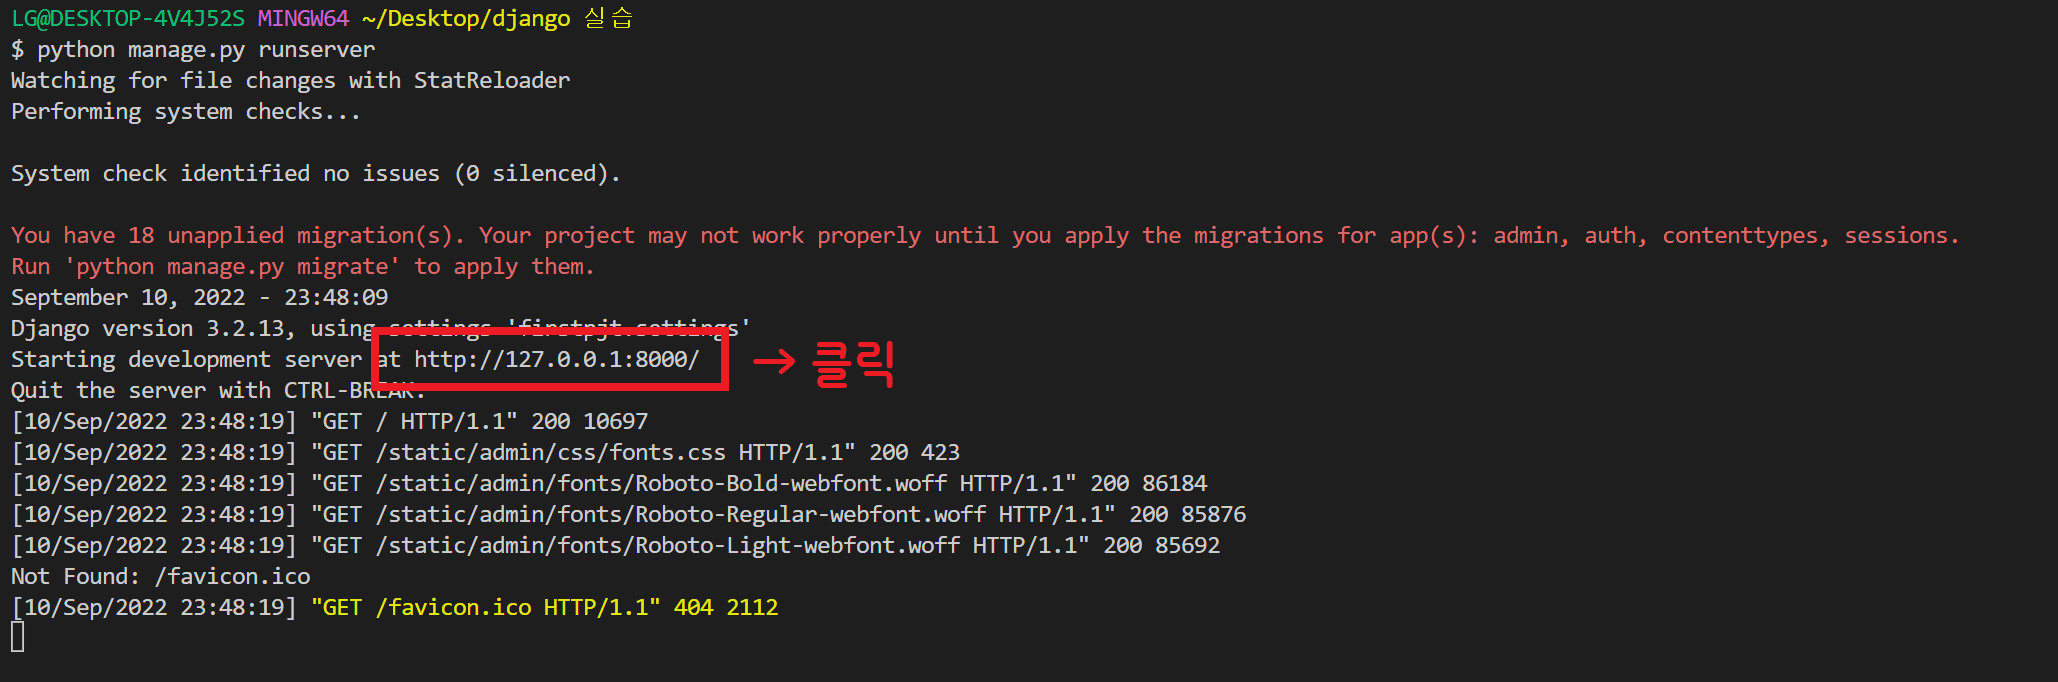 LG@DESKTOP-4V4J52S MINGW64 ~/Desktop/django 실습
$ python manage.py runserver
Watching for file changes with StatReloader
Performing system checks...
System check identified no issues (0 silenced).
You have 18 unapplied migration(s). Your project may not work properly until you apply the migrations for app(s): admin, auth, contenttypes, sessions.
Run 'python manage.py migrate' to apply them.
September 10, 2022 - 23:48:09
Django version 3.2.13, using settings 'firstpjt.settings'
Starting development server at http://127.0.0.1:8000/ → 클릭
Quit the server with CTRL-BREAK.
[10/Sep/2022 23:48:19] "GET / HTTP/1.1" 200 10697
[10/Sep/2022 23:48:19] "GET /static/admin/css/fonts.css HTTP/1.1" 200 423
[10/Sep/2022 23:48:19] "GET /static/admin/fonts/Roboto-Bold-webfont.woff HTTP/1.1" 200 86184
[10/Sep/2022 23:48:19] "GET /static/admin/fonts/Roboto-Regular-webfont.woff HTTP/1.1" 200 85876
[10/Sep/2022 23:48:19] "GET /static/admin/fonts/Roboto-Light-webfont.woff HTTP/1.1" 200 85692
Not Found: /favicon.ico
[10/Sep/2022 23:48:19] "GET /favicon.ico HTTP/1.1" 404 2112